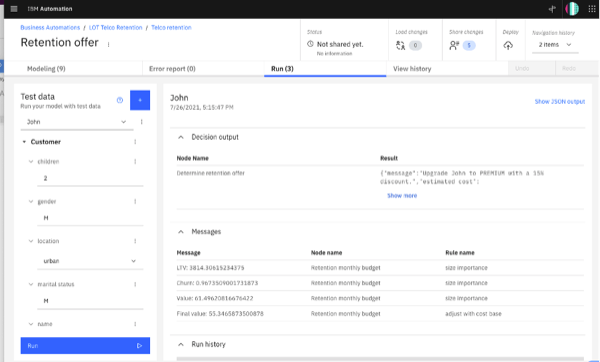 IBM Automation
Business Automations / LOT Telco Retention / Telco retention
Retention offer
Status
Not shared yet.
No information
Load changes
0
Share changes
5
Deploy
Navigation history
2 items
Modeling (9)
Error report (0)
Run (3)
View history
Undo
Redo
Test data
Run your model with test data
+
John
Customer
children
2
gender
M
location
urban
marital status
M
name
Run
John
7/26/2021, 5:15:47 PM
Show JSON output
Decision output
Node Name Result
Determine retention offer {"message":"Upgrade John to PREMIUM with a 15%
discount.","estimated cost":
Show more
Messages
Message Node name Rule name
LTV: 3814.30615234375 Retention monthly budget size importance
Churn: 0.9673509001731873 Retention monthly budget size importance
Value: 61.49620816676422 Retention monthly budget size importance
Final value: 55.3465873500878 Retention monthly budget adjust with cost base
Run history